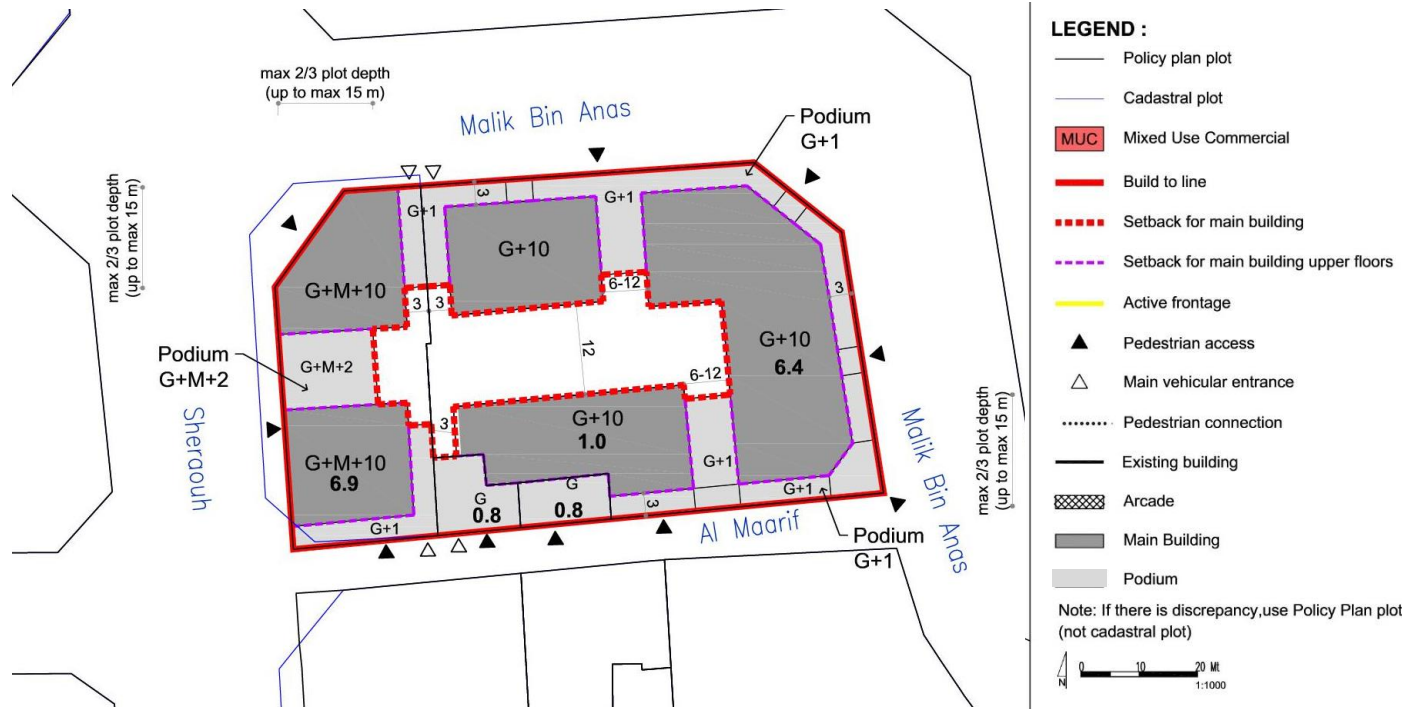 max 2/3 plot depth
(up to max 15 m)
Malik Bin Anas
Podium
G+1
max 2/3 plot depth
(up to max 15 m)
3
G+1
G+1
G+10
G+M+10
3
3
6-12
3
12
G+10
6.4
Podium
G+M+2
G+M+2
6-12
Sheraouh
G+10
1.0
3
G+M+10
6.9
G+1
G
0.8
G
0.8
3
G+1
G+1
Al Maarif
Malik Bin Anas
max 2/3 plot depth
(up to max 15 m)
Podium
G+1
LEGEND :
Policy plan plot
Cadastral plot
MUC
Mixed Use Commercial
Build to line
Setback for main building
Setback for main building upper floors
Active frontage
Pedestrian access
Main vehicular entrance
Pedestrian connection
Existing building
Arcade
Main Building
Podium
Note: If there is discrepancy,use Policy Plan plot
(not cadastral plot)
N
0 10 20 Mt
1:1000